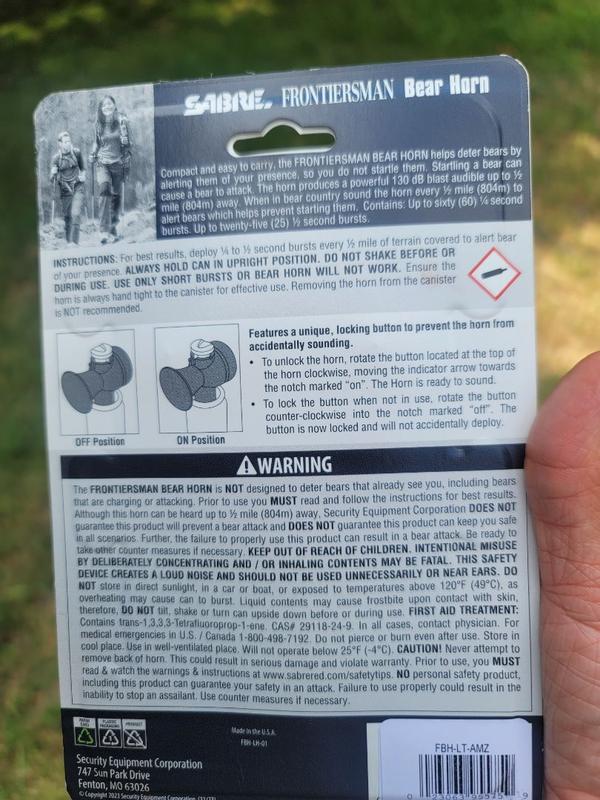 SABRE. FRONTIERSMAN Bear Horn
Compact and easy to carry, the FRONTIERSMAN BEAR HORN helps deter bears by
alerting them of your presence, so you do not startle them. Startling a bear can
cause a bear to attack. The horn produces a powerful 130 dB blast audible up to ½
mile (804m) away. When in bear country sound the horn every ½ mile (804m) to
alert bears which helps prevent starting them. Contains: Up to sixty (60) ¼ second
bursts. Up to twenty-five (25) ½ second bursts.
INSTRUCTIONS: For best results, deploy ¼ to ½ second bursts every ½ mile of terrain covered to alert bear
of your presence. ALWAYS HOLD CAN IN UPRIGHT POSITION. DO NOT SHAKE BEFORE OR
DURING USE. USE ONLY SHORT BURSTS OR BEAR HORN WILL NOT WORK. Ensure the
horn is always hand tight to the canister for effective use. Removing the horn from the canister
is NOT recommended.
Features a unique, locking button to prevent the horn from
accidentally sounding.
• To unlock the horn, rotate the button located at the top of
the horn clockwise, moving the indicator arrow towards
the notch marked "on". The Horn is ready to sound.
• To lock the button when not in use, rotate the button
counter-clockwise into the notch marked "off". The
button is now locked and will not accidentally deploy.
OFF Position
ON Position
WARNING
The FRONTIERSMAN BEAR HORN is NOT designed to deter bears that already see you, including bears
that are charging or attacking. Prior to use you MUST read and follow the instructions for best results.
Although this horn can be heard up to ½ mile (804m) away, Security Equipment Corporation DOES NOT
guarantee this product will prevent a bear attack and DOES NOT guarantee this product can keep you safe
in all scenarios. Further, the failure to properly use this product can result in a bear attack. Be ready to
take other counter measures if necessary. KEEP OUT OF REACH OF CHILDREN. INTENTIONAL MISUSE
BY DELIBERATELY CONCENTRATING AND / OR INHALING CONTENTS MAY BE FATAL. THIS SAFETY
DEVICE CREATES A LOUD NOISE AND SHOULD NOT BE USED UNNECESSARILY OR NEAR EARS. DO
NOT store in direct sunlight, in a car or boat, or exposed to temperatures above 120°F (49°C), as
overheating may cause can to burst. Liquid contents may cause frostbite upon contact with skin,
therefore, DO NOT tilt, shake or turn can upside down before or during use. FIRST AID TREATMENT:
Contains trans-1,3,3,3-Tetrafluoroprop-1-ene. CAS# 29118-24-9. In all cases, contact physician. For
medical emergencies in U.S. / Canada 1-800-498-7192. Do not pierce or burn even after use. Store in
cool place. Use in well-ventilated place. Will not operate below 25°F (-4°C). CAUTION! Never attempt to
remove back of horn. This could result in serious damage and violate warranty. Prior to use, you MUST
read & watch the warnings & instructions at www.sabrered.com/safetytips. NO personal safety product,
including this product can guarantee your safety in an attack. Failure to use properly could result in the
inability to stop an assailant. Use counter measures if necessary.
Made in the U.S.A.
FBH-LH-01
Security Equipment Corporation
747 Sun Park Drive
Fenton, MO 63026
© Copyright 2023 Security Equipment Corporation
FBH-LT-AMZ